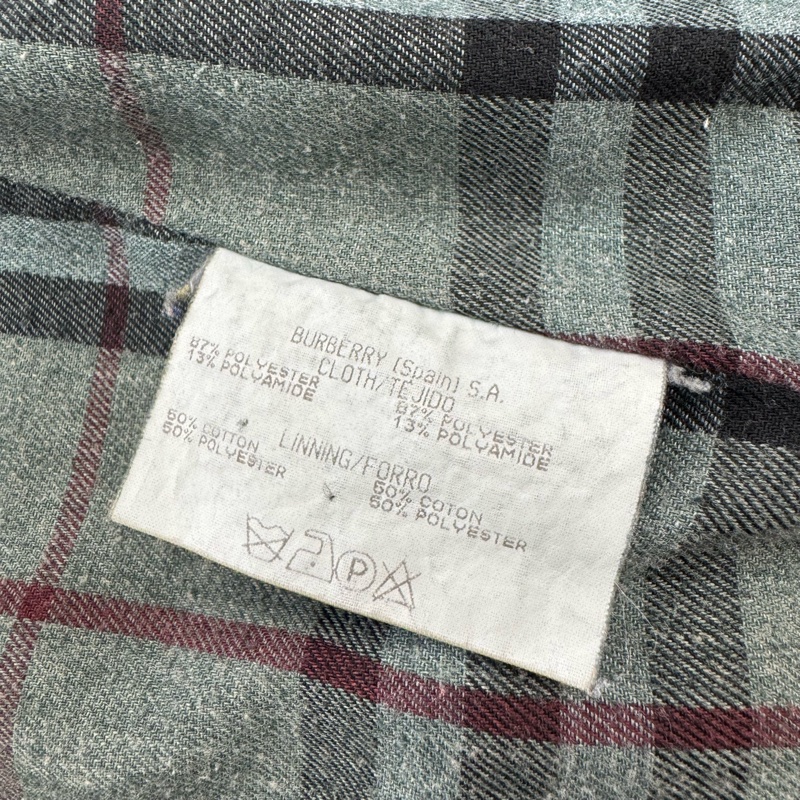 BURBERRY (Spain) S.A.
CLOTH/TEJIDO
87% POLYESTER 87% POLYESTER
13% POLYAMIDE 13% POLYAMIDE
LINNING/FORRO
50% COTTON 50% COTON
50% POLYESTER 50% POLYESTER
P